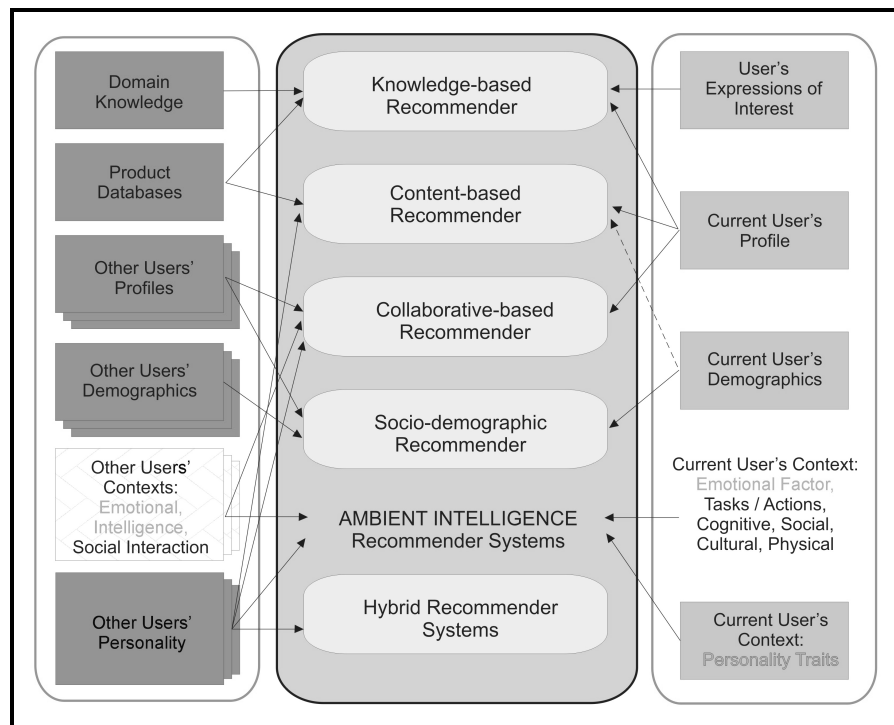 Domain
Knowledge
Product
Databases
Other Users'
Profiles
Other Users'
Demographics
Other Users'
Contexts:
Emotional,
Intelligence,
Social Interaction
Other Users'
Personality
Knowledge-based
Recommender
Content-based
Recommender
Collaborative-based
Recommender
Socio-demographic
Recommender
AMBIENT INTELLIGENCE
Recommender Systems
Hybrid Recommender
Systems
User's
Expressions of
Interest
Current User's
Profile
Current User's
Demographics
Current User's Context:
Emotional Factor,
Tasks / Actions,
Cognitive, Social,
Cultural, Physical
Current User's
Context:
Personality Traits